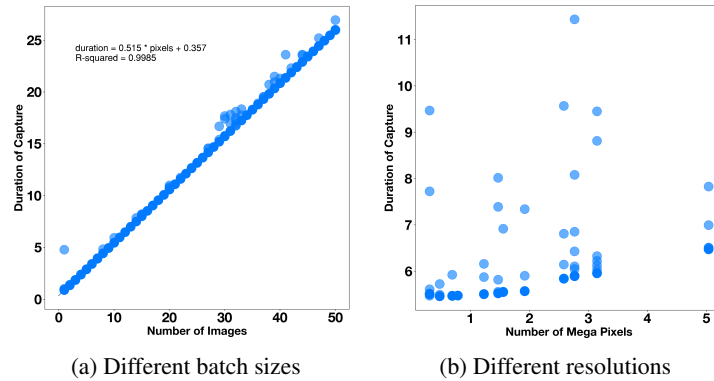 duration = 0.515 * pixels + 0.357
R-squared = 0.9985
Duration of Capture
25
20
15
10
5
0
0 10 20 30 40 50
Number of Images
(a) Different batch sizes
Duration of Capture
11
10
9
8
7
6
1 2 3 4 5
Number of Mega Pixels
(b) Different resolutions